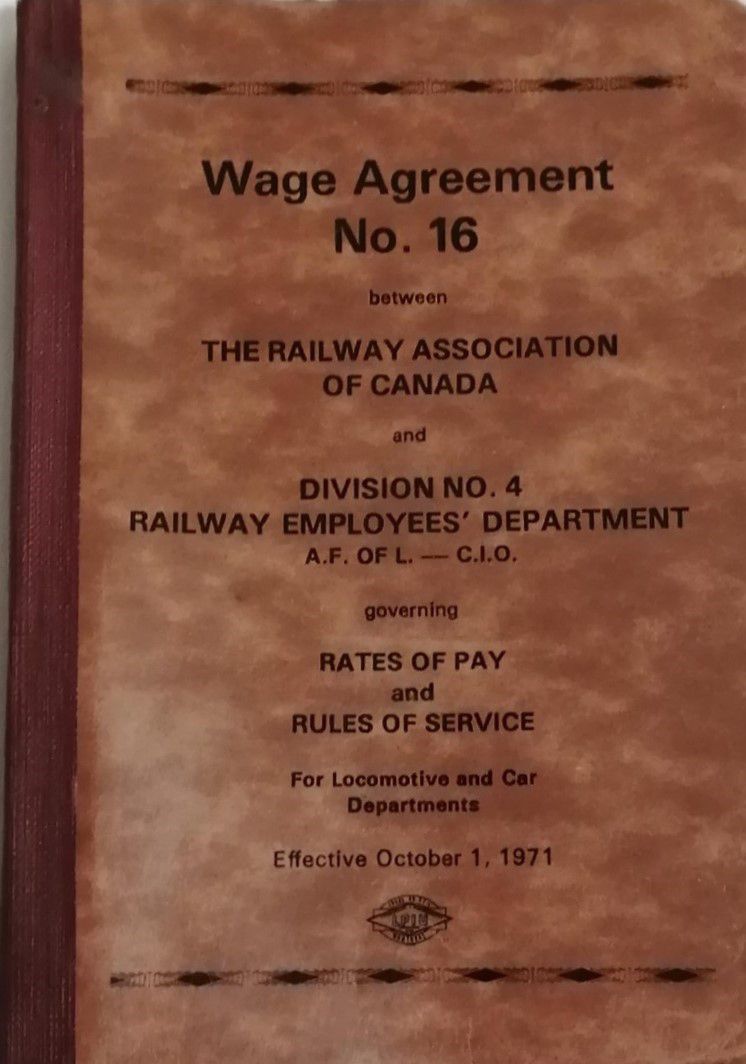 Wage Agreement
No. 16
between
THE RAILWAY ASSOCIATION
OF CANADA
and
DIVISION NO. 4
RAILWAY EMPLOYEES' DEPARTMENT
A.F. OF L. — C.I.O.
governing
RATES OF PAY
and
RULES OF SERVICE
For Locomotive and Car
Departments
Effective October 1, 1971